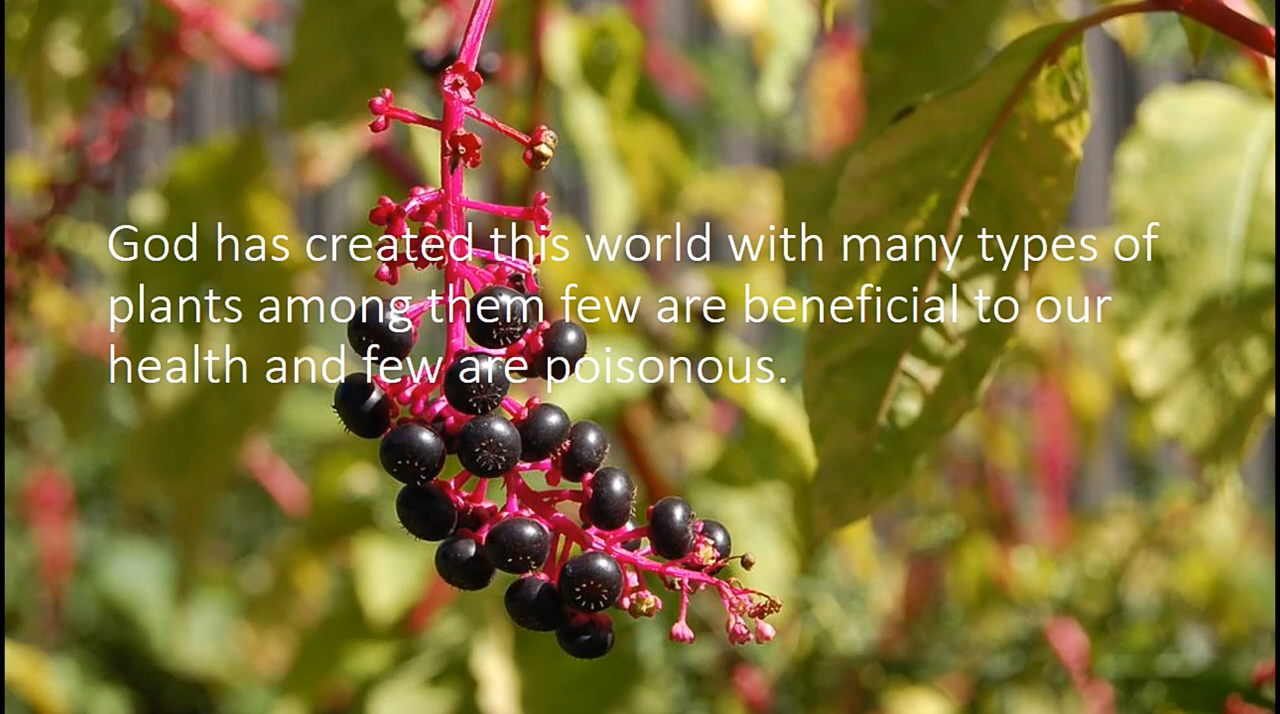 God has created this world with many types of
plants among them few are beneficial to our
health and few are poisonous.